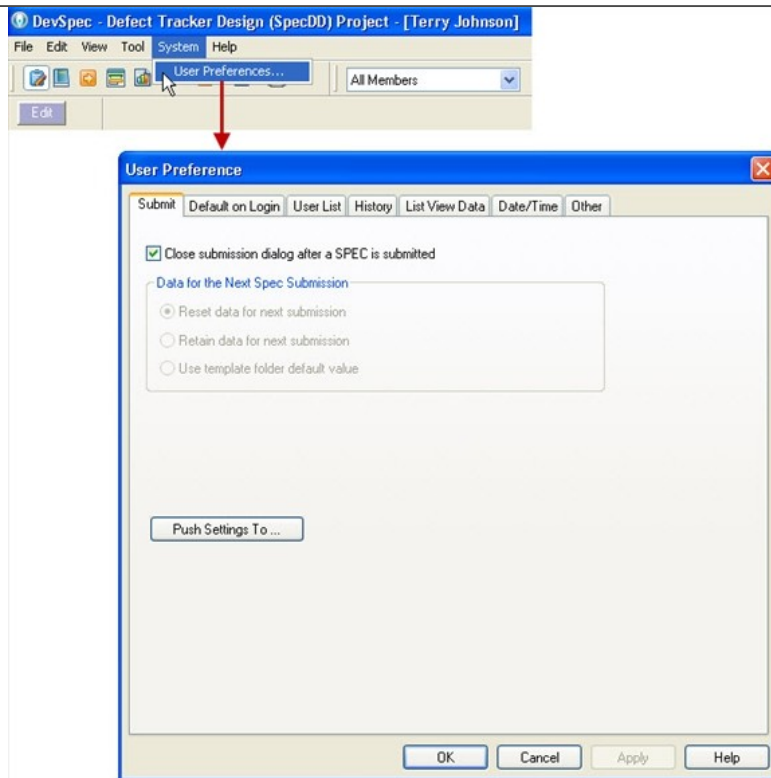 DevSpec - Defect Tracker Design (SpecDD) Project - [Terry Johnson]
File Edit View Tool System Help
User Preferences...
All Members
Edit
User Preference
Submit Default on Login User List History List View Data Date/Time Other
Close submission dialog after a SPEC is submitted
Data for the Next Spec Submission
Reset data for next submission
Retain data for next submission
Use template folder default value
Push Settings To ...
OK Cancel Apply Help